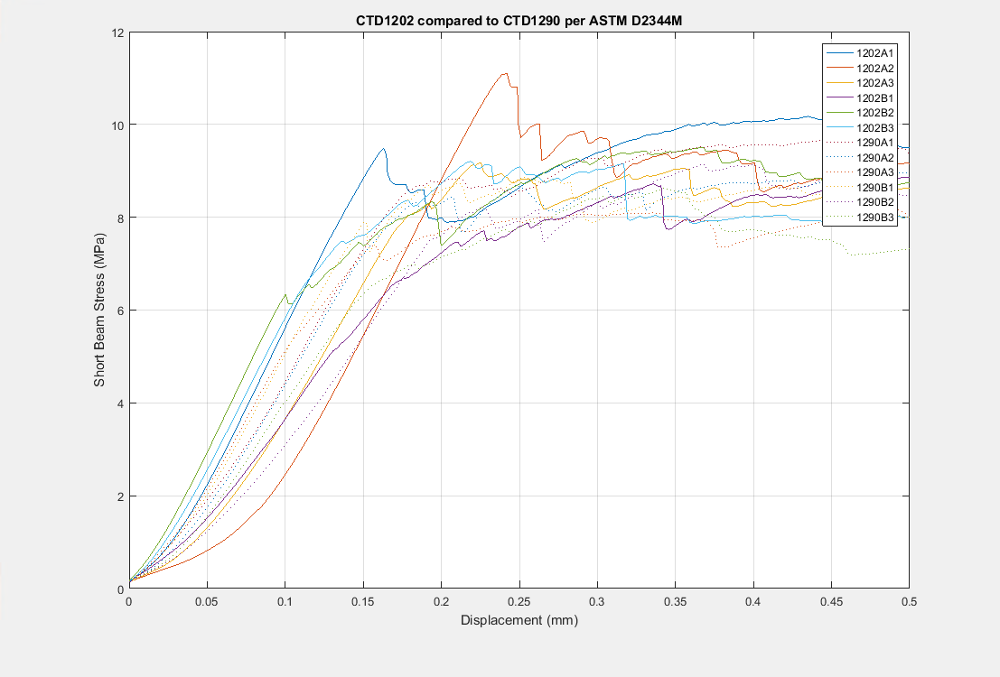 CTD1202 compared to CTD1290 per ASTM D2344M
12
10
8
6
4
2
0
Short Beam Stress (MPa)
0 0.05 0.1 0.15 0.2 0.25 0.3 0.35 0.4 0.45 0.5
Displacement (mm)
1202A1
1202A2
1202A3
1202B1
1202B2
1202B3
1290A1
1290A2
1290A3
1290B1
1290B2
1290B3